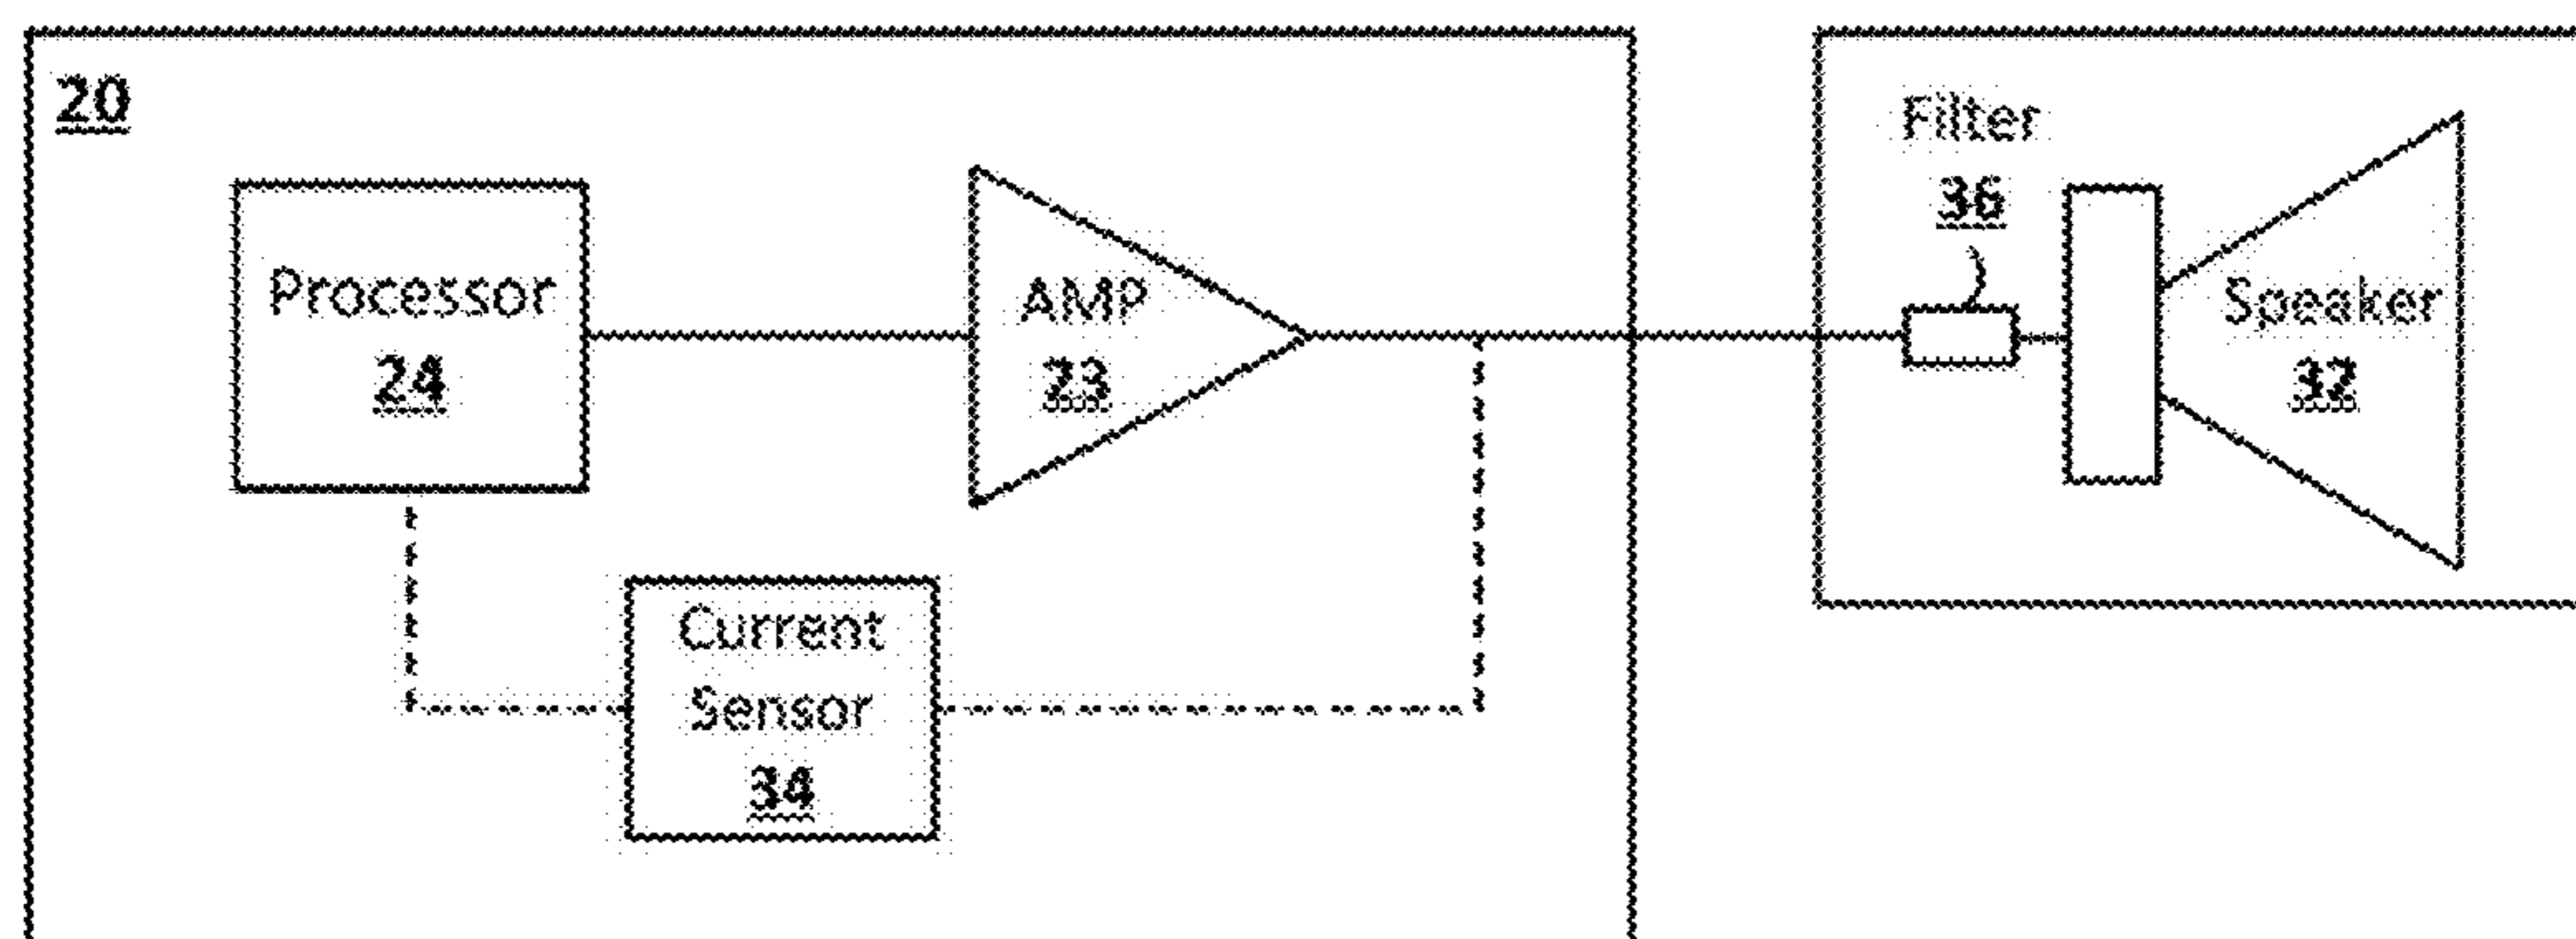 20
Processor
24
AMP
23
Current
Sensor
34
Filter
36
Speaker
32